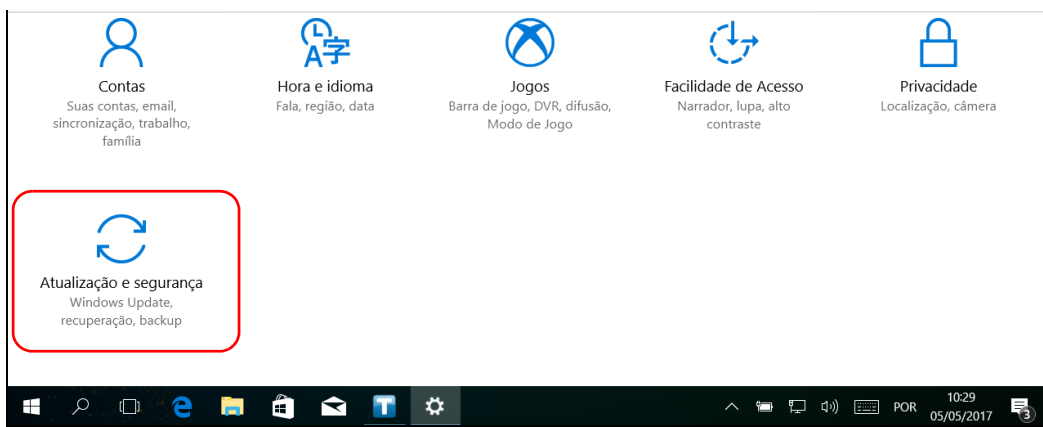 Contas
Suas contas, email,
sincronização, trabalho,
família
Hora e idioma
Fala, região, data
Jogos
Barra de jogo, DVR, difusão,
Modo de Jogo
Facilidade de Acesso
Narrador, lupa, alto
contraste
Privacidade
Localização, câmera
Atualização e segurança
Windows Update,
recuperação, backup
POR
10:29
05/05/2017
3